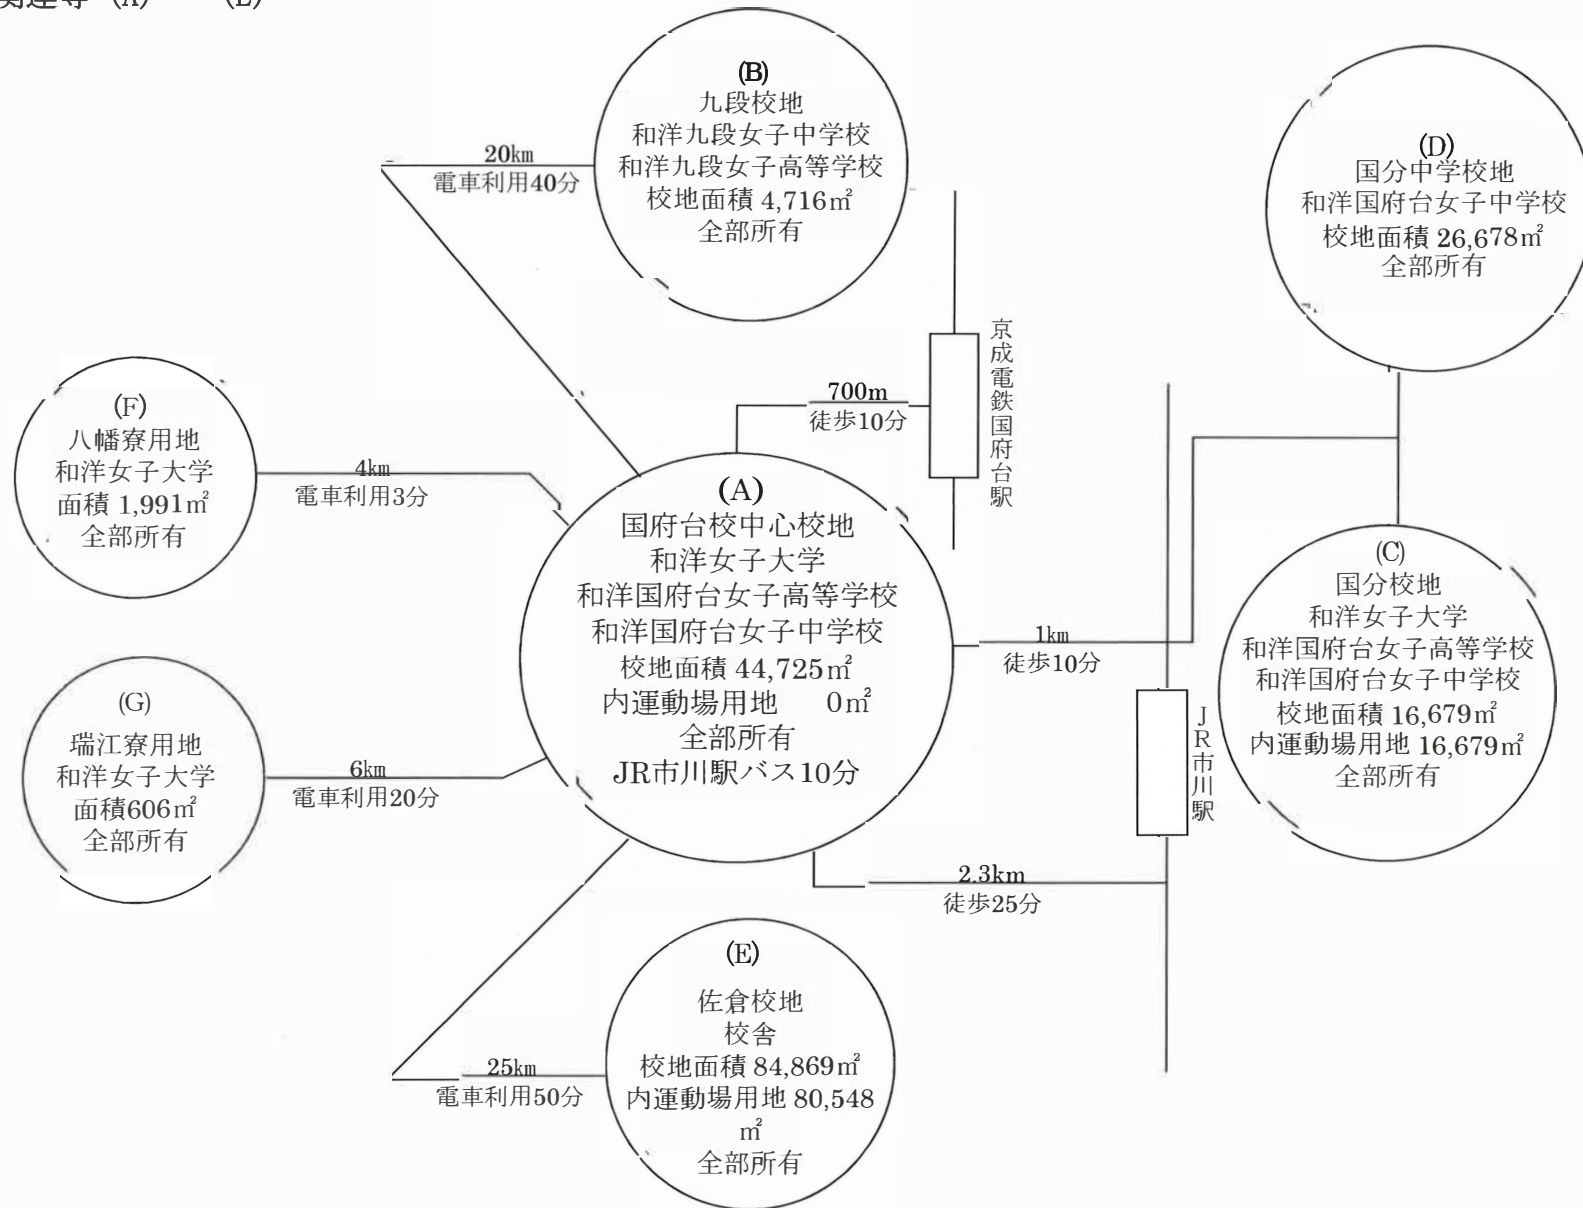 (B)
九段校地
和洋九段女子中学校
和洋九段女子高等学校
校地面積 4,716㎡
全部所有
20km
電車利用40分
(D)
国分中学校地
和洋国府台女子中学校
校地面積 26,678㎡
全部所有
京成電鉄国府台駅
700m
徒歩10分
(F)
八幡寮用地
和洋女子大学
面積 1,991㎡
全部所有
4km
電車利用3分
(A)
国府台校中心校地
和洋女子大学
和洋国府台女子高等学校
和洋国府台女子中学校
校地面積 44,725㎡
内運動場用地 0㎡
全部所有
JR市川駅バス10分
1km
徒歩10分
(C)
国分校地
和洋女子大学
和洋国府台女子高等学校
和洋国府台女子中学校
校地面積 16,679㎡
内運動場用地 16,679㎡
全部所有
JR市川駅
(G)
瑞江寮用地
和洋女子大学
面積606㎡
全部所有
6km
電車利用20分
2.3km
徒歩25分
(E)
佐倉校地
校舎
校地面積 84,869㎡
内運動場用地 80,548
㎡
全部所有
25km
電車利用50分